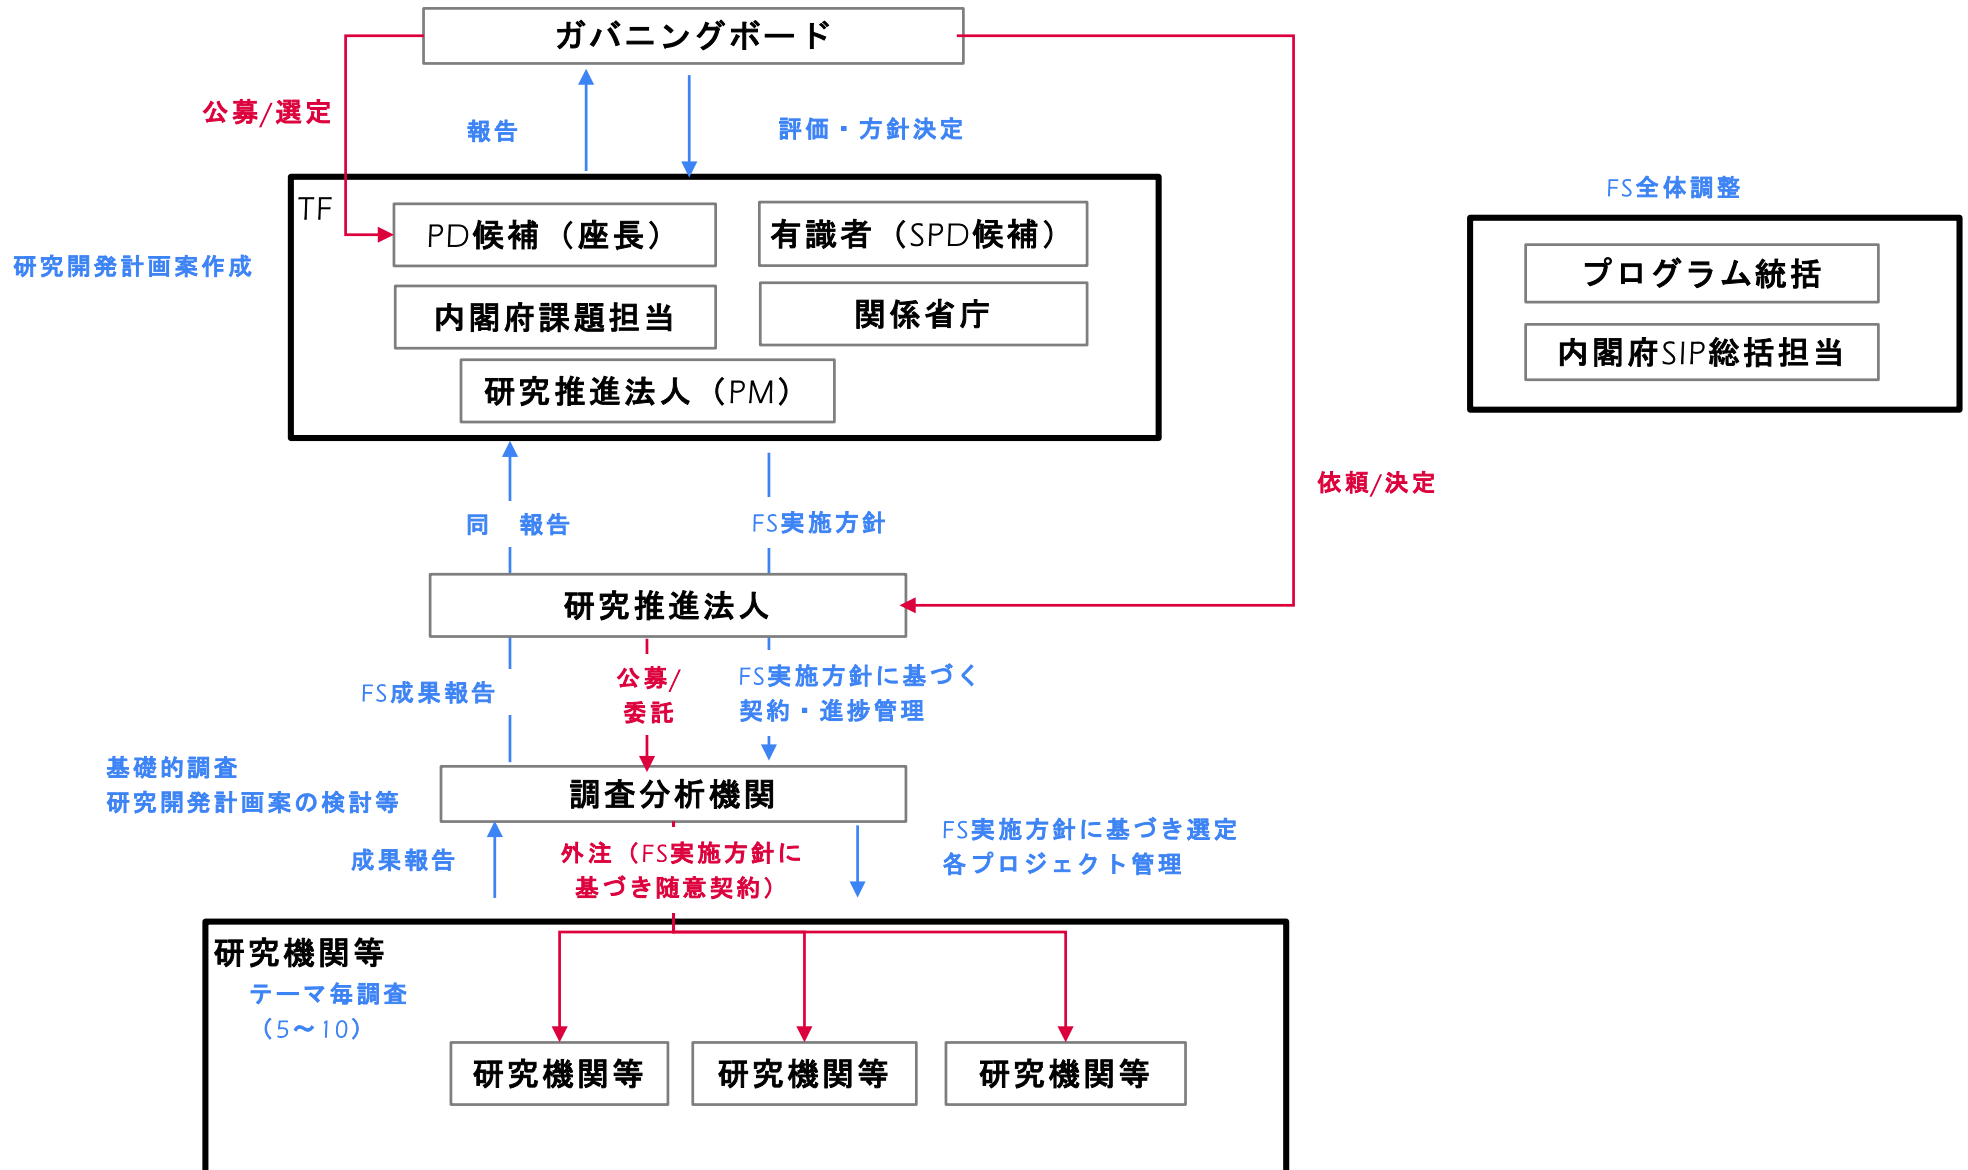 ガバニングボード
公募/選定
報告
評価・方針決定
TF
PD候補（座長）
有識者（SPD候補）
研究開発計画案作成
内閣府課題担当
関係省庁
研究推進法人（PM）
FS全体調整
プログラム統括
内閣府SIP総括担当
依頼/決定
同　報告
FS実施方針
研究推進法人
FS成果報告
公募/
委託
FS実施方針に基づく
契約・進捗管理
基礎的調査
研究開発計画案の検討等
調査分析機関
成果報告
外注（FS実施方針に
基づき随意契約）
FS実施方針に基づき選定
各プロジェクト管理
研究機関等
テーマ毎調査
（5～10）
研究機関等
研究機関等
研究機関等